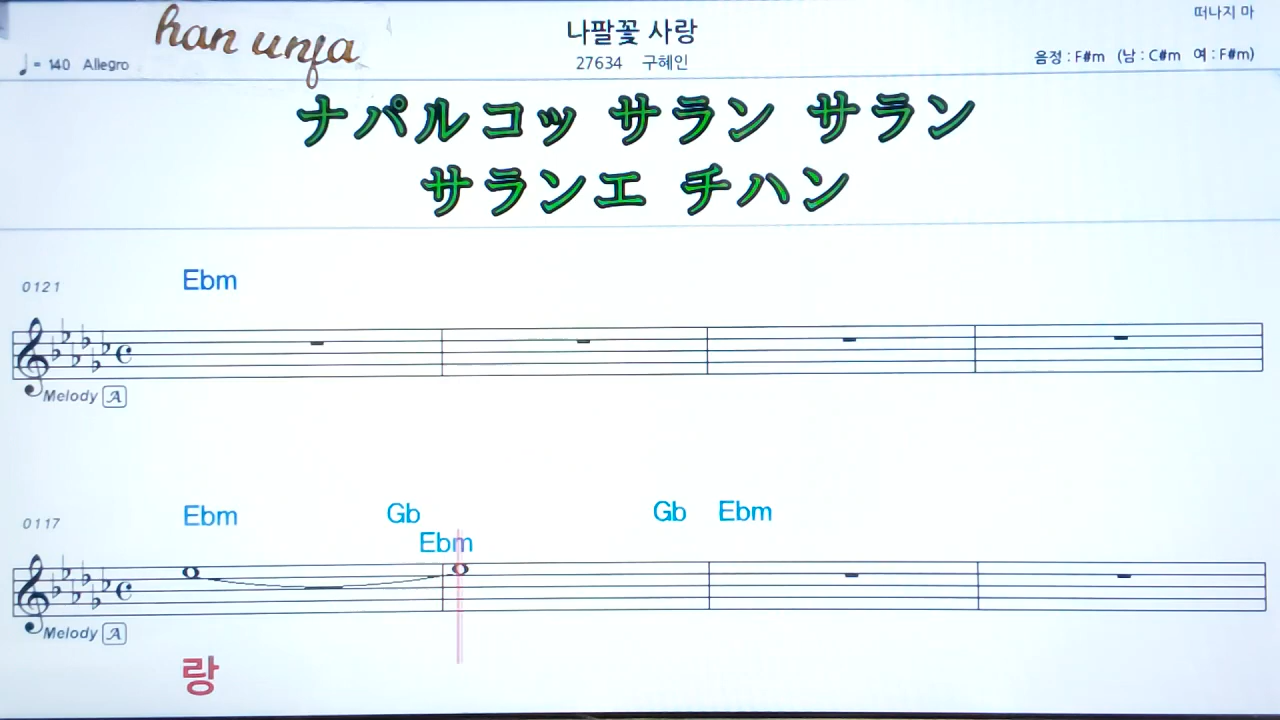 떠나지 마
han unfa
나팔꽃 사랑
♩= 140 Allegro
27634 구혜인
음정 : F#m (남 : C#m 여 : F#m)
ナパルコッ サラン サラン
サランエ チハン
0121
Ebm
Melody A
0117
Ebm Gb Gb Ebm
Ebm
Melody A
랑